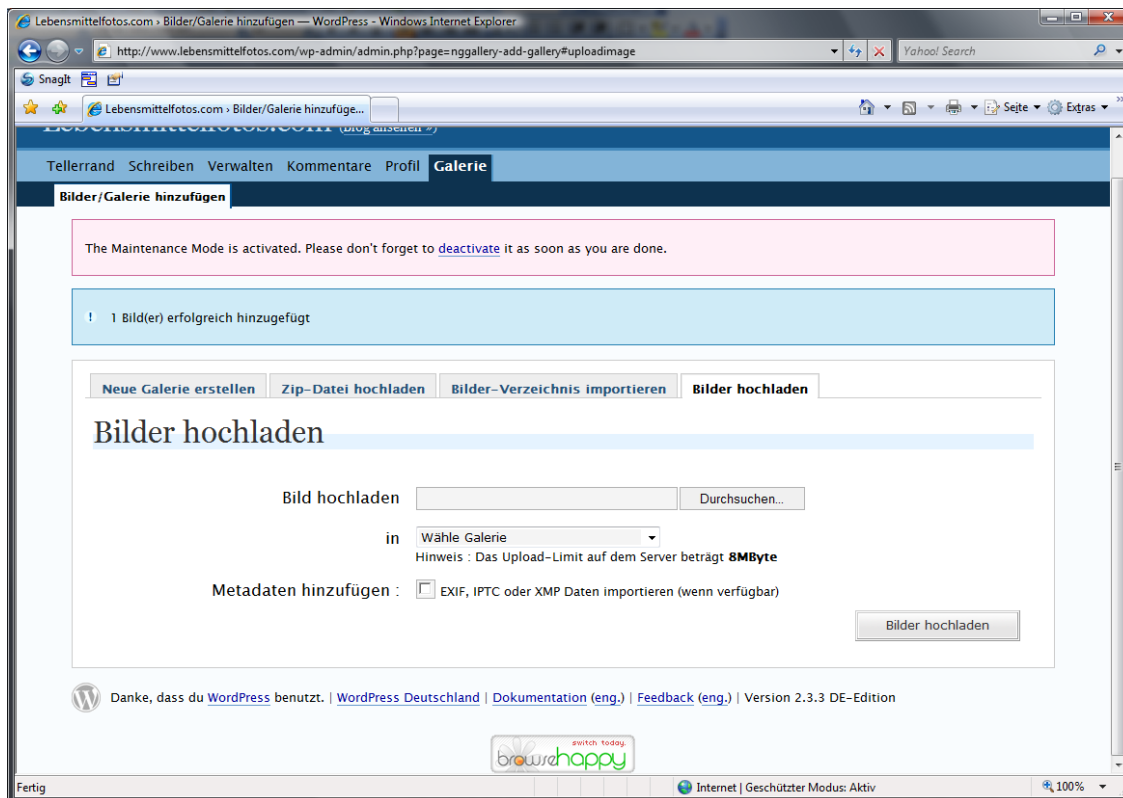 Lebensmittelfotos.com › Bilder/Galerie hinzufügen — WordPress - Windows Internet Explorer
http://www.lebensmittelfotos.com/wp-admin/admin.php?page=nggallery-add-gallery#uploadimage
Yahoo! Search
SnagIt
Lebensmittelfotos.com › Bilder/Galerie hinzufüge...
Seite
Extras
Lebensmittelfotos.com (Blog ansehen »)
Tellerrand Schreiben Verwalten Kommentare Profil Galerie
Bilder/Galerie hinzufügen
The Maintenance Mode is activated. Please don't forget to deactivate it as soon as you are done.
! 1 Bild(er) erfolgreich hinzugefügt
Neue Galerie erstellen Zip-Datei hochladen Bilder-Verzeichnis importieren Bilder hochladen
Bilder hochladen
Bild hochladen Durchsuchen...
in Wähle Galerie
Hinweis : Das Upload-Limit auf dem Server beträgt 8MByte
Metadaten hinzufügen : EXIF, IPTC oder XMP Daten importieren (wenn verfügbar)
Bilder hochladen
Danke, dass du WordPress benutzt. | WordPress Deutschland | Dokumentation (eng.) | Feedback (eng.) | Version 2.3.3 DE-Edition
switch today.
browsehappy
Fertig Internet | Geschützter Modus: Aktiv 100%